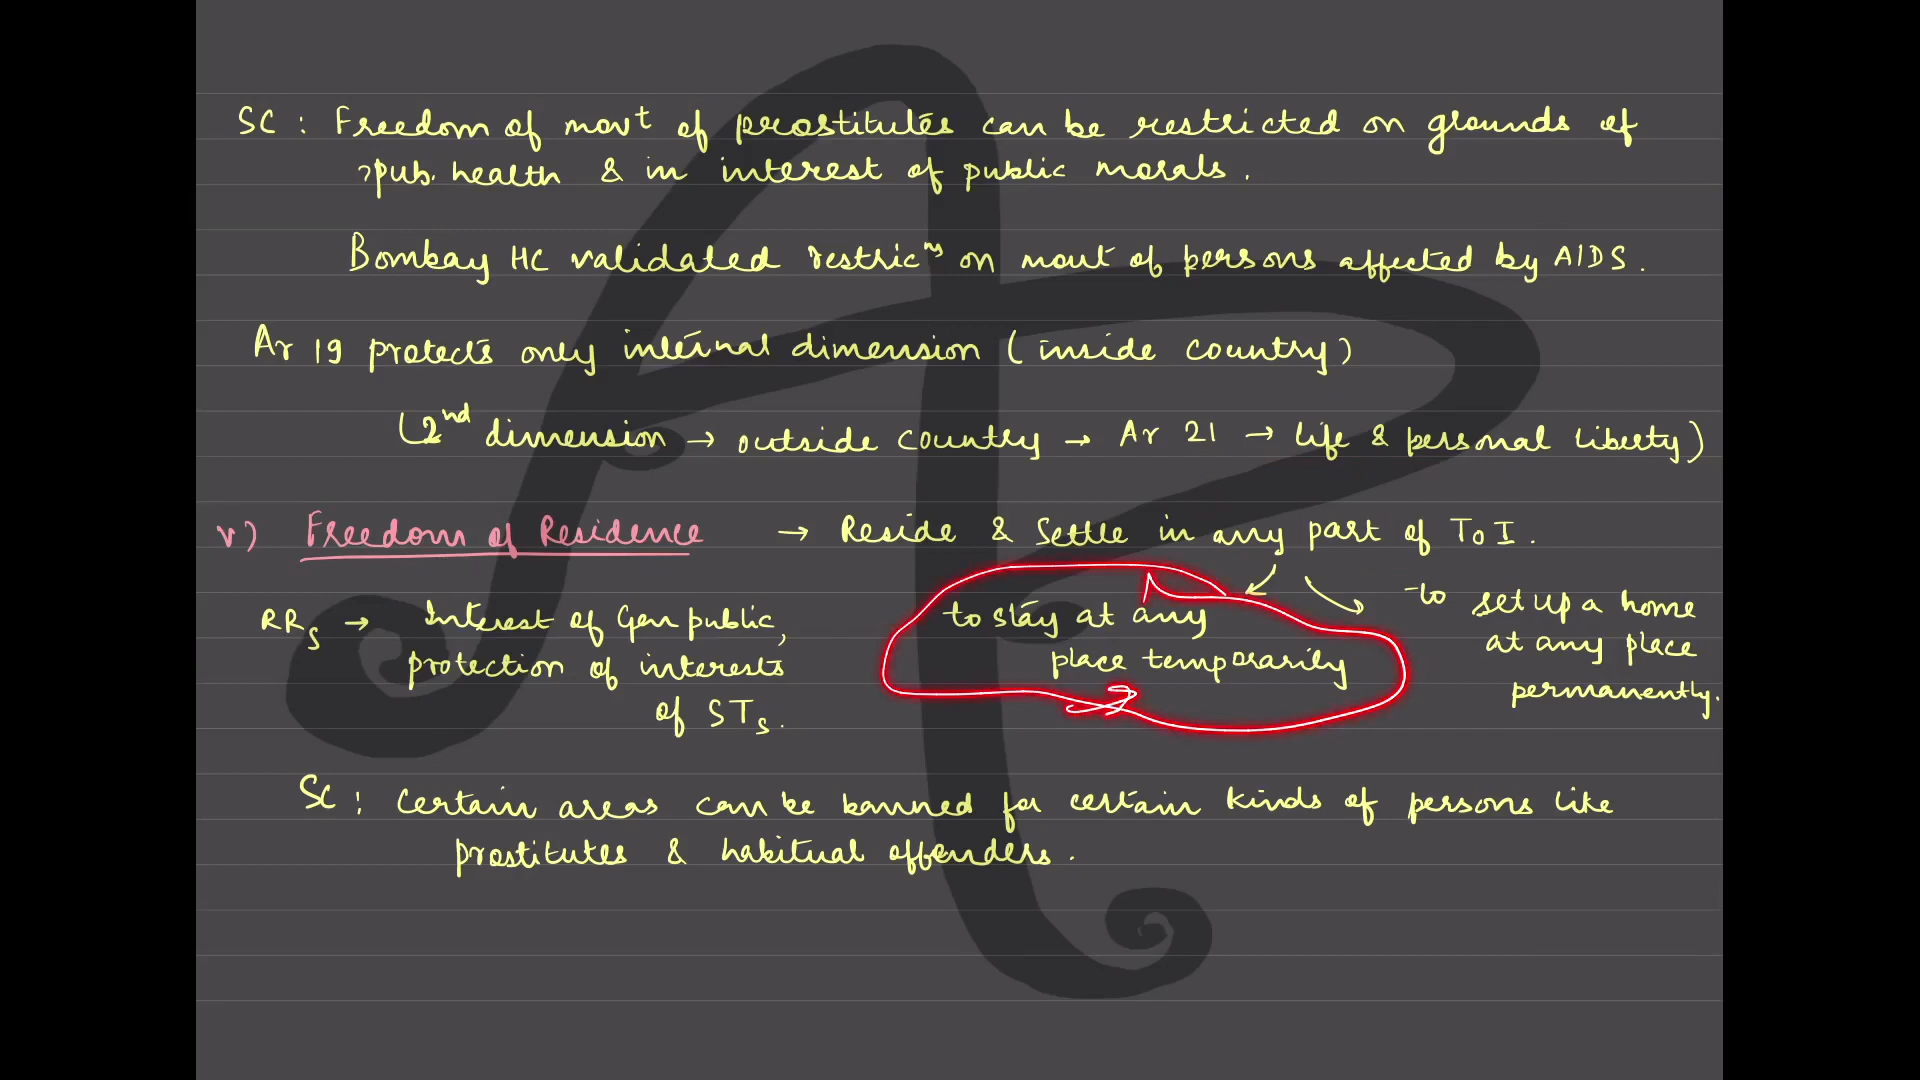 SC : Freedom of movt of prostitutes can be restricted on grounds of
pub. health & in interest of public morals.
Bombay HC validated restricns on movt of persons affected by AIDS.
Ar 19 protects only internal dimension (inside country)
(2nd dimension → outside country → Ar 21 → life & personal liberty)
v) Freedom of Residence → Reside & Settle in any part of ToI.
RRs → Interest of Gen public,
protection of interests
of STs.
to stay at any
place temporarily
to set up a home
at any place
permanently.
SC : Certain areas can be banned for certain kinds of persons like
prostitutes & habitual offenders.